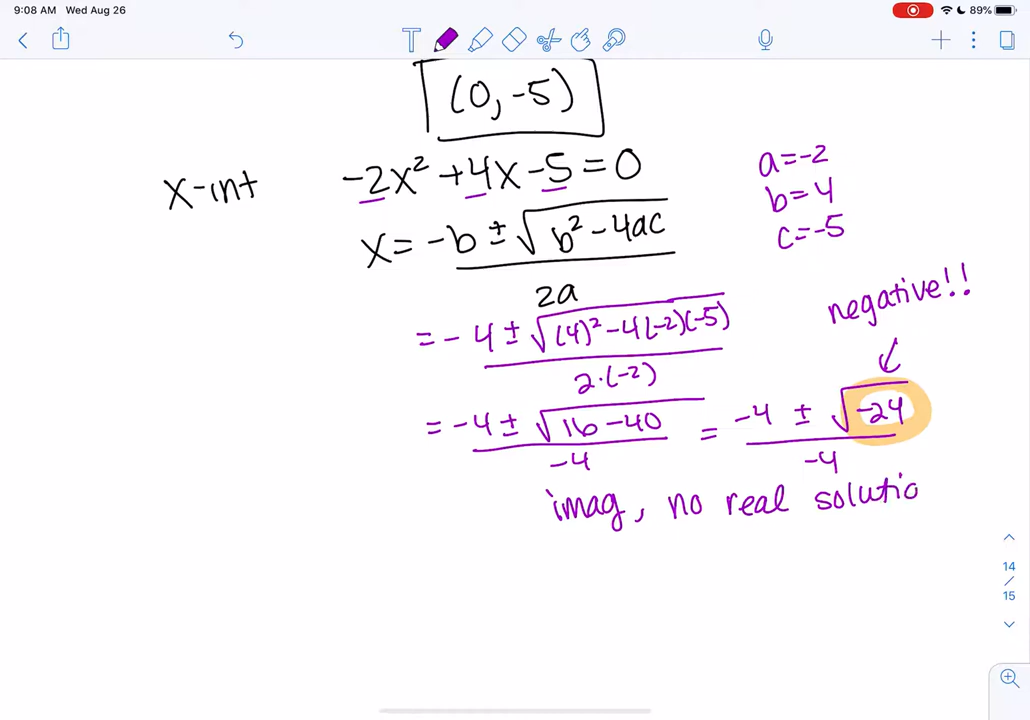 9:08 AM Wed Aug 26
89%
(0, -5)
x-int -2x² +4x -5 = 0
a = -2
b = 4
c = -5
x = -b ± √b² - 4ac
2a
negative!!
= -4 ± √(4)² - 4(-2)(-5)
2·(-2)
= -4 ± √16 - 40 = -4 ± √-24
-4 -4
imag, no real solutio
14
/
15